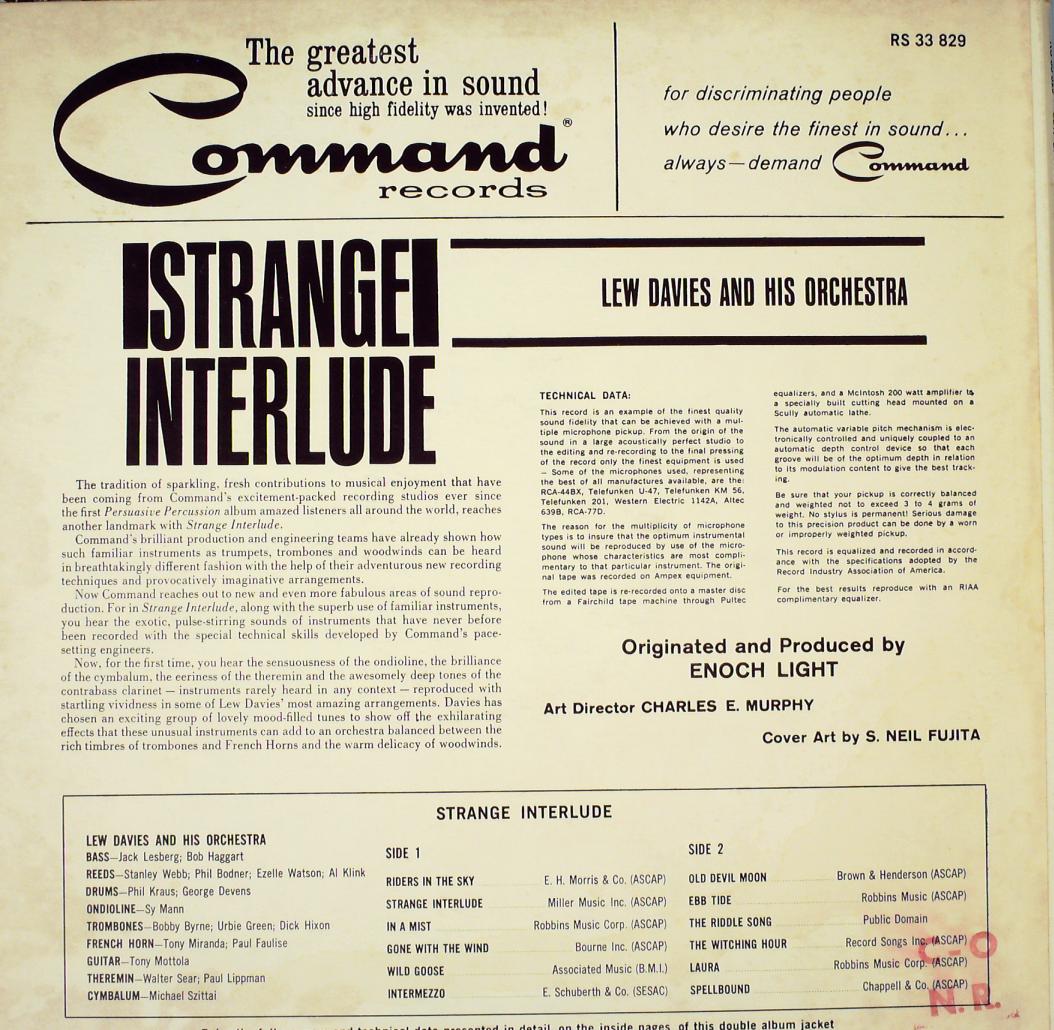 The greatest
advance in sound
since high fidelity was invented!
Command®
records
RS 33 829
for discriminating people
who desire the finest in sound...
always—demand Command
STRANGE
INTERLUDE
LEW DAVIES AND HIS ORCHESTRA
The tradition of sparkling, fresh contributions to musical enjoyment that have
been coming from Command's excitement-packed recording studios ever since
the first Persuasive Percussion album amazed listeners all around the world, reaches
another landmark with Strange Interlude.
Command's brilliant production and engineering teams have already shown how
such familiar instruments as trumpets, trombones and woodwinds can be heard
in breathtakingly different fashion with the help of their adventurous new recording
techniques and provocatively imaginative arrangements.
Now Command reaches out to new and even more fabulous areas of sound repro-
duction. For in Strange Interlude, along with the superb use of familiar instruments,
you hear the exotic, pulse-stirring sounds of instruments that have never before
been recorded with the special technical skills developed by Command's pace-
setting engineers.
Now, for the first time, you hear the sensuousness of the ondioline, the brilliance
of the cymbalum, the eeriness of the theremin and the awesomely deep tones of the
contrabass clarinet — instruments rarely heard in any context — reproduced with
startling vividness in some of Lew Davies' most amazing arrangements. Davies has
chosen an exciting group of lovely mood-filled tunes to show off the exhilarating
effects that these unusual instruments can add to an orchestra balanced between the
rich timbres of trombones and French Horns and the warm delicacy of woodwinds.
TECHNICAL DATA:
This record is an example of the finest quality
sound fidelity that can be achieved with a mul-
tiple microphone pickup. From the origin of the
sound in a large acoustically perfect studio to
the editing and re-recording to the final pressing
of the record only the finest equipment is used
— Some of the microphones used, representing
the best of all manufactures available, are the:
RCA-44BX, Telefunken U-47, Telefunken KM 56,
Telefunken 201, Western Electric 1142A, Altec
639B, RCA-77D.
The reason for the multiplicity of microphone
types is to insure that the optimum instrumental
sound will be reproduced by use of the micro-
phone whose characteristics are most compli-
mentary to that particular instrument. The origi-
nal tape was recorded on Ampex equipment.
The edited tape is re-recorded onto a master disc
from a Fairchild tape machine through Pultec
equalizers, and a McIntosh 200 watt amplifier to
a specially built cutting head mounted on a
Scully automatic lathe.
The automatic variable pitch mechanism is elec-
tronically controlled and uniquely coupled to an
automatic depth control device so that each
groove will be of the optimum depth in relation
to its modulation content to give the best track-
ing.
Be sure that your pickup is correctly balanced
and weighted not to exceed 3 to 4 grams of
weight. No stylus is permanent! Serious damage
to this precision product can be done by a worn
or improperly weighted pickup.
This record is equalized and recorded in accord-
ance with the specifications adopted by the
Record Industry Association of America.
For the best results reproduce with an RIAA
complimentary equalizer.
Originated and Produced by
ENOCH LIGHT
Art Director CHARLES E. MURPHY
Cover Art by S. NEIL FUJITA
STRANGE INTERLUDE
LEW DAVIES AND HIS ORCHESTRA
BASS—Jack Lesberg; Bob Haggart
REEDS—Stanley Webb; Phil Bodner; Ezelle Watson; Al Klink
DRUMS—Phil Kraus; George Devens
ONDIOLINE—Sy Mann
TROMBONES—Bobby Byrne; Urbie Green; Dick Hixon
FRENCH HORN—Tony Miranda; Paul Faulise
GUITAR—Tony Mottola
THEREMIN—Walter Sear; Paul Lippman
CYMBALUM—Michael Szittai
SIDE 1
RIDERS IN THE SKY E. H. Morris & Co. (ASCAP)
STRANGE INTERLUDE Miller Music Inc. (ASCAP)
IN A MIST Robbins Music Corp. (ASCAP)
GONE WITH THE WIND Bourne Inc. (ASCAP)
WILD GOOSE Associated Music (B.M.I.)
INTERMEZZO E. Schuberth & Co. (SESAC)
SIDE 2
OLD DEVIL MOON Brown & Henderson (ASCAP)
EBB TIDE Robbins Music (ASCAP)
THE RIDDLE SONG Public Domain
THE WITCHING HOUR Record Songs Inc. (ASCAP)
LAURA Robbins Music Corp. (ASCAP)
SPELLBOUND Chappell & Co. (ASCAP)
C-O
N.R.
technical data presented in detail, on the inside pages, of this double album jacket